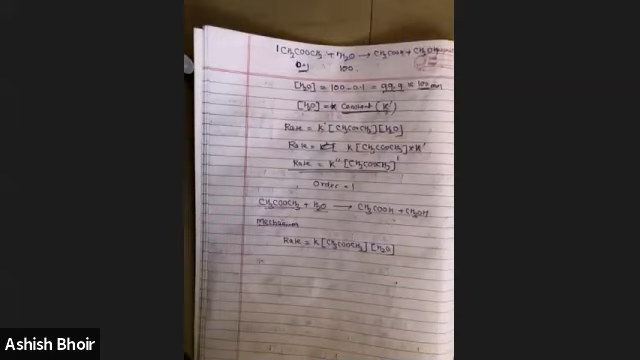 CH₃COOCH₃ + H₂O → CH₃COOH + CH₃OH
0.1 100.
[H₂O] = 100 - 0.1 = 99.9 ≈ 100
[H₂O] = Constant (K')
Rate = K' [CH₃COOCH₃] [H₂O]
Rate = K [CH₃COOCH₃] × K'
Rate = K'' [CH₃COOCH₃]¹
Order = 1
CH₃COOCH₃ + H₂O → CH₃COOH + CH₃OH
Mechanism
Rate = K [CH₃COOCH₃] [H₂O]
Ashish Bhoir